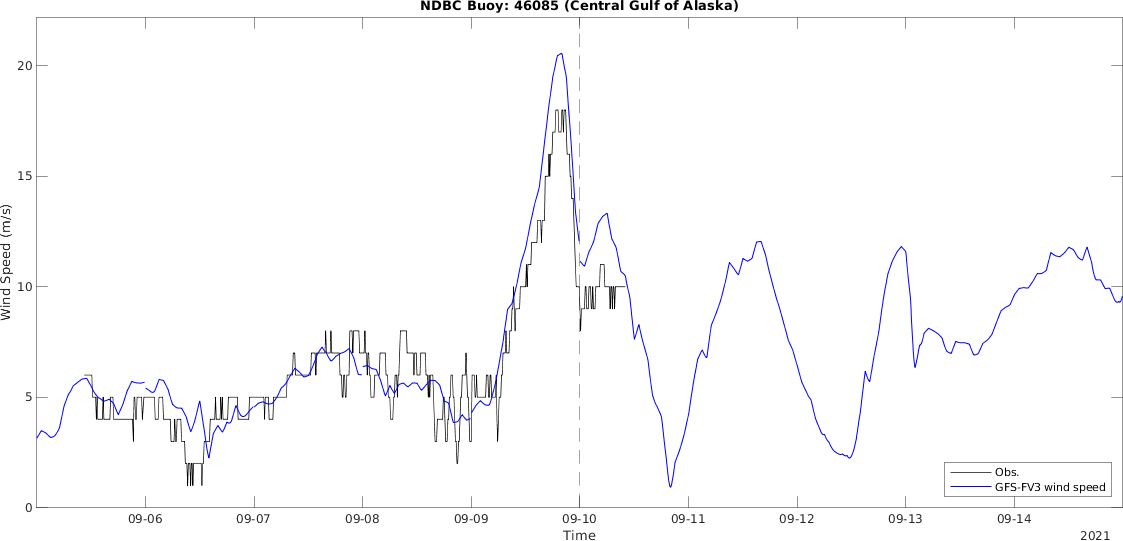 NDBC Buoy: 46085 (Central Gulf of Alaska)
20
15
10
5
0
Wind Speed (m/s)
09-06 09-07 09-08 09-09 09-10 09-11 09-12 09-13 09-14
Time
2021
Obs.
GFS-FV3 wind speed